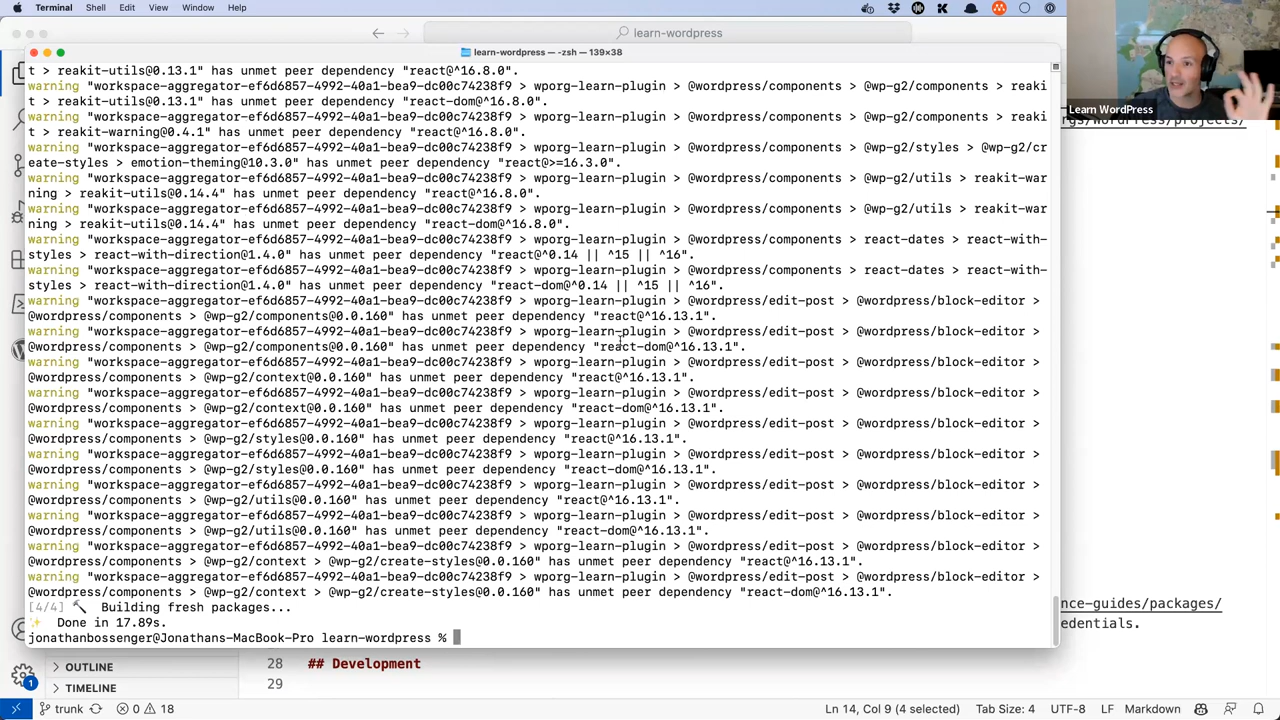 Terminal Shell Edit View Window Help
learn-wordpress
learn-wordpress — -zsh — 139×38
Learn WordPress
t > reakit-utils@0.13.1" has unmet peer dependency "react@^16.8.0".
warning "workspace-aggregator-ef6d6857-4992-40a1-bea9-dc00c74238f9 > wporg-learn-plugin > @wordpress/components > @wp-g2/components > reaki
t > reakit-utils@0.13.1" has unmet peer dependency "react-dom@^16.8.0".
warning "workspace-aggregator-ef6d6857-4992-40a1-bea9-dc00c74238f9 > wporg-learn-plugin > @wordpress/components > @wp-g2/components > reaki
t > reakit-warning@0.4.1" has unmet peer dependency "react@^16.8.0".
warning "workspace-aggregator-ef6d6857-4992-40a1-bea9-dc00c74238f9 > wporg-learn-plugin > @wordpress/components > @wp-g2/styles > @wp-g2/cr
eate-styles > emotion-theming@10.3.0" has unmet peer dependency "react@>=16.3.0".
warning "workspace-aggregator-ef6d6857-4992-40a1-bea9-dc00c74238f9 > wporg-learn-plugin > @wordpress/components > @wp-g2/utils > reakit-war
ning > reakit-utils@0.14.4" has unmet peer dependency "react@^16.8.0".
warning "workspace-aggregator-ef6d6857-4992-40a1-bea9-dc00c74238f9 > wporg-learn-plugin > @wordpress/components > @wp-g2/utils > reakit-war
ning > reakit-utils@0.14.4" has unmet peer dependency "react-dom@^16.8.0".
warning "workspace-aggregator-ef6d6857-4992-40a1-bea9-dc00c74238f9 > wporg-learn-plugin > @wordpress/components > react-dates > react-with-
styles > react-with-direction@1.4.0" has unmet peer dependency "react@^0.14 || ^15 || ^16".
warning "workspace-aggregator-ef6d6857-4992-40a1-bea9-dc00c74238f9 > wporg-learn-plugin > @wordpress/components > react-dates > react-with-
styles > react-with-direction@1.4.0" has unmet peer dependency "react-dom@^0.14 || ^15 || ^16".
warning "workspace-aggregator-ef6d6857-4992-40a1-bea9-dc00c74238f9 > wporg-learn-plugin > @wordpress/edit-post > @wordpress/block-editor >
@wordpress/components > @wp-g2/components@0.0.160" has unmet peer dependency "react@^16.13.1".
warning "workspace-aggregator-ef6d6857-4992-40a1-bea9-dc00c74238f9 > wporg-learn-plugin > @wordpress/edit-post > @wordpress/block-editor >
@wordpress/components > @wp-g2/components@0.0.160" has unmet peer dependency "react-dom@^16.13.1".
warning "workspace-aggregator-ef6d6857-4992-40a1-bea9-dc00c74238f9 > wporg-learn-plugin > @wordpress/edit-post > @wordpress/block-editor >
@wordpress/components > @wp-g2/context@0.0.160" has unmet peer dependency "react@^16.13.1".
warning "workspace-aggregator-ef6d6857-4992-40a1-bea9-dc00c74238f9 > wporg-learn-plugin > @wordpress/edit-post > @wordpress/block-editor >
@wordpress/components > @wp-g2/context@0.0.160" has unmet peer dependency "react-dom@^16.13.1".
warning "workspace-aggregator-ef6d6857-4992-40a1-bea9-dc00c74238f9 > wporg-learn-plugin > @wordpress/edit-post > @wordpress/block-editor >
@wordpress/components > @wp-g2/styles@0.0.160" has unmet peer dependency "react@^16.13.1".
warning "workspace-aggregator-ef6d6857-4992-40a1-bea9-dc00c74238f9 > wporg-learn-plugin > @wordpress/edit-post > @wordpress/block-editor >
@wordpress/components > @wp-g2/styles@0.0.160" has unmet peer dependency "react-dom@^16.13.1".
warning "workspace-aggregator-ef6d6857-4992-40a1-bea9-dc00c74238f9 > wporg-learn-plugin > @wordpress/edit-post > @wordpress/block-editor >
@wordpress/components > @wp-g2/utils@0.0.160" has unmet peer dependency "react@^16.13.1".
warning "workspace-aggregator-ef6d6857-4992-40a1-bea9-dc00c74238f9 > wporg-learn-plugin > @wordpress/edit-post > @wordpress/block-editor >
@wordpress/components > @wp-g2/utils@0.0.160" has unmet peer dependency "react-dom@^16.13.1".
warning "workspace-aggregator-ef6d6857-4992-40a1-bea9-dc00c74238f9 > wporg-learn-plugin > @wordpress/edit-post > @wordpress/block-editor >
@wordpress/components > @wp-g2/context > @wp-g2/create-styles@0.0.160" has unmet peer dependency "react@^16.13.1".
warning "workspace-aggregator-ef6d6857-4992-40a1-bea9-dc00c74238f9 > wporg-learn-plugin > @wordpress/edit-post > @wordpress/block-editor >
@wordpress/components > @wp-g2/context > @wp-g2/create-styles@0.0.160" has unmet peer dependency "react-dom@^16.13.1".
[4/4] 🔨 Building fresh packages...
✨ Done in 17.89s.
jonathanbossenger@Jonathans-MacBook-Pro learn-wordpress %
rgs/WordPress/projects/
nce-guides/packages/
edentials.
28 ## Development
29
OUTLINE
TIMELINE
1
trunk 0 18 Ln 14, Col 9 (4 selected) Tab Size: 4 UTF-8 LF Markdown